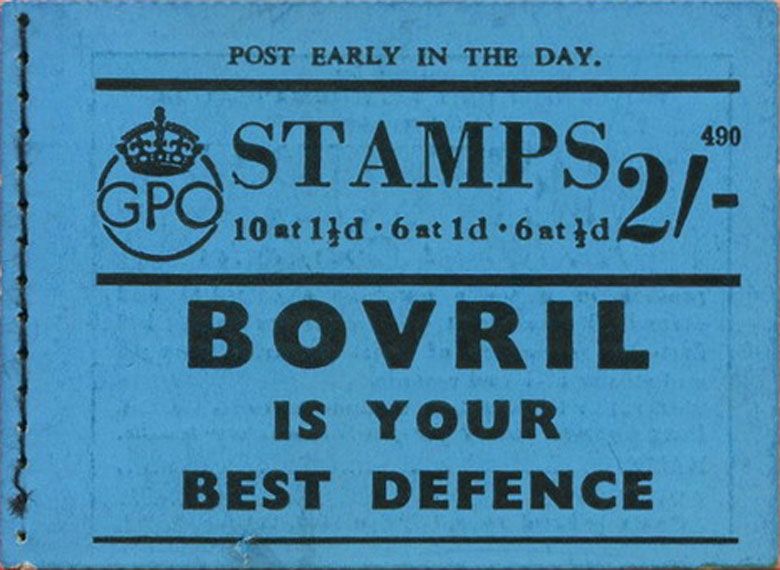 POST EARLY IN THE DAY.
490
GPO
STAMPS 2/-
10 at 1½d · 6 at 1d · 6 at ½d
BOVRIL
IS YOUR
BEST DEFENCE